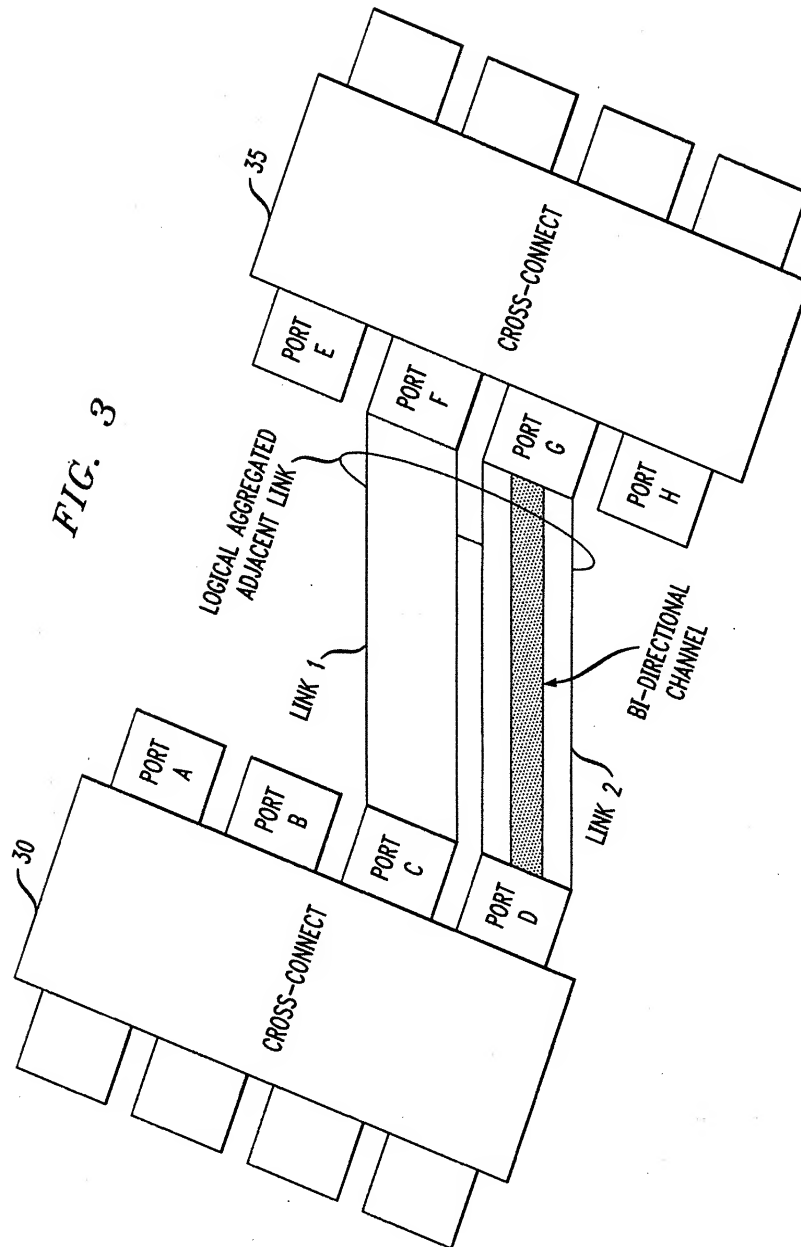 FIG. 3
30
CROSS-CONNECT
PORT
A
PORT
B
PORT
C
PORT
D
LINK 1
LOGICAL AGGREGATED
ADJACENT LINK
LINK 2
BI-DIRECTIONAL
CHANNEL
35
CROSS-CONNECT
PORT
E
PORT
F
PORT
G
PORT
H